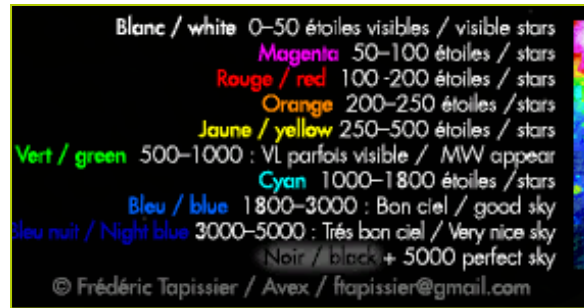 Blanc / white 0–50 étoiles visibles / visible stars
Magenta 50–100 étoiles / stars
Rouge / red 100 -200 étoiles / stars
Orange 200–250 étoiles /stars
Jaune / yellow 250–500 étoiles / stars
Vert / green 500–1000 : VL parfois visible / MW appear
Cyan 1000–1800 étoiles /stars
Bleu / blue 1800–3000 : Bon ciel / good sky
Bleu nuit / Night blue 3000–5000 : Trés bon ciel / Very nice sky
Noir / black + 5000 perfect sky
© Frédéric Tapissier / Avex / ftapissier@gmail.com